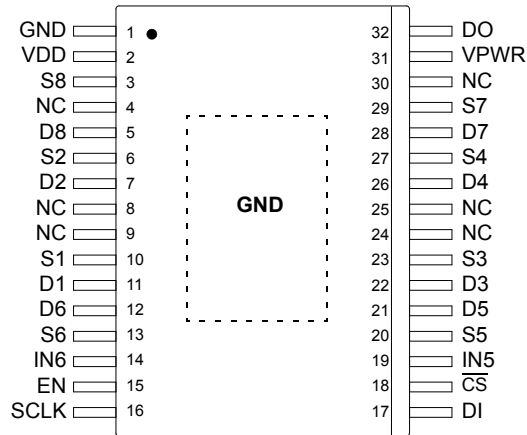 GND 1 32 DO
VDD 2 31 VPWR
S8 3 30 NC
NC 4 29 S7
D8 5 28 D7
S2 6 27 S4
D2 7 26 D4
NC 8 25 NC
GND
NC 9 24 NC
S1 10 23 S3
D1 11 22 D3
D6 12 21 D5
S6 13 20 S5
IN6 14 19 IN5
EN 15 18 C̅S̅
SCLK 16 17 DI